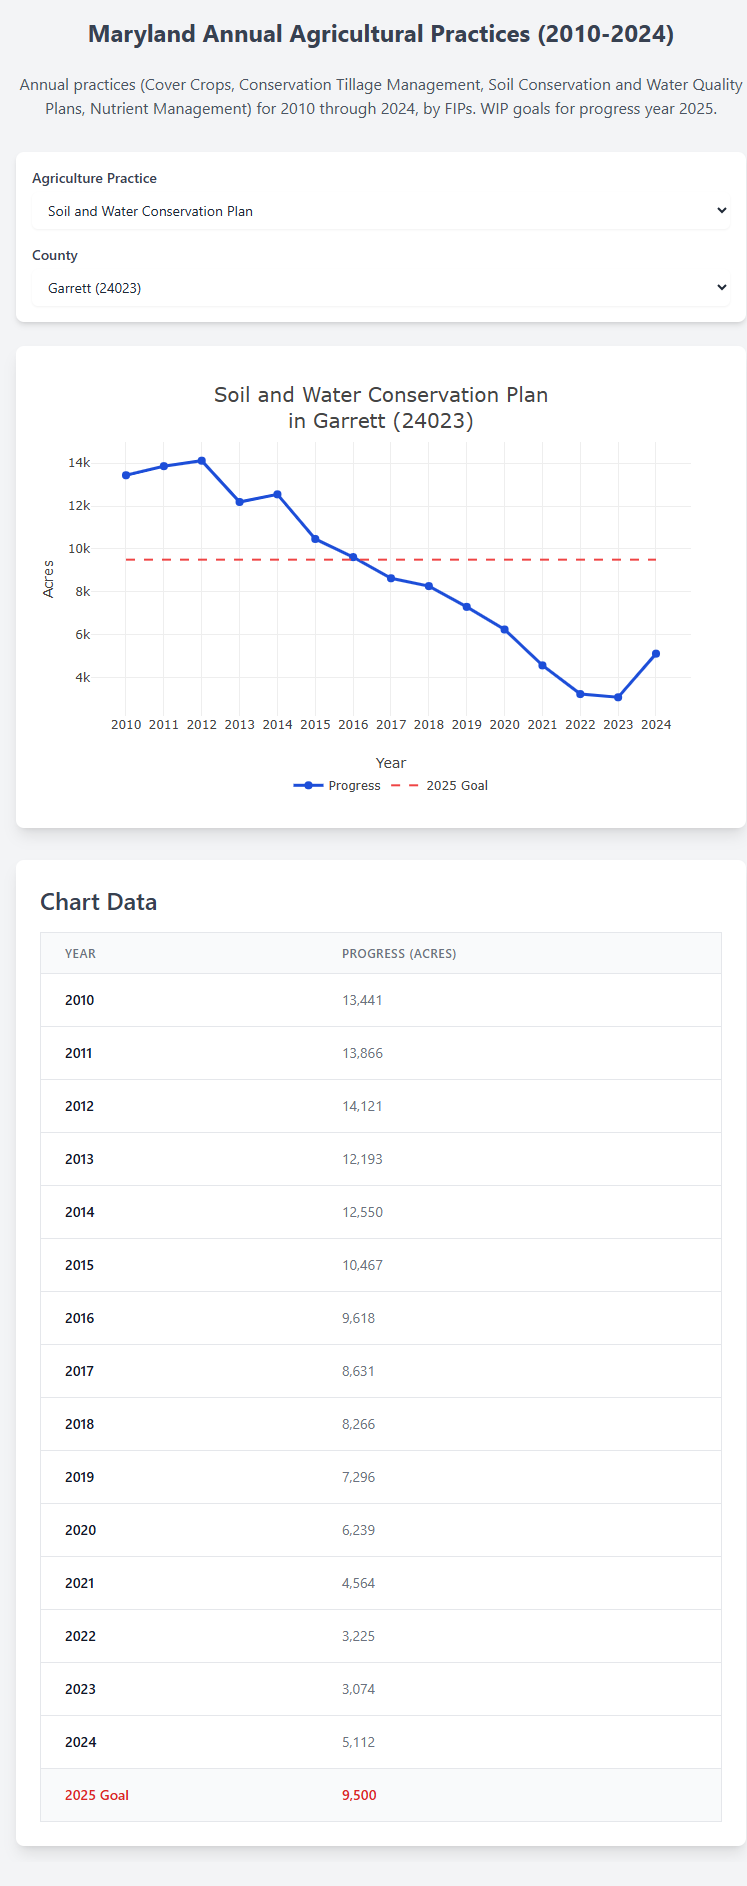 Maryland Annual Agricultural Practices (2010-2024)
Annual practices (Cover Crops, Conservation Tillage Management, Soil Conservation and Water Quality
Plans, Nutrient Management) for 2010 through 2024, by FIPs. WIP goals for progress year 2025.
Agriculture Practice
Soil and Water Conservation Plan
County
Garrett (24023)
Soil and Water Conservation Plan
in Garrett (24023)
14k
12k
10k
8k
6k
4k
Acres
2010 2011 2012 2013 2014 2015 2016 2017 2018 2019 2020 2021 2022 2023 2024
Year
Progress 2025 Goal
Chart Data
YEAR PROGRESS (ACRES)
2010 13,441
2011 13,866
2012 14,121
2013 12,193
2014 12,550
2015 10,467
2016 9,618
2017 8,631
2018 8,266
2019 7,296
2020 6,239
2021 4,564
2022 3,225
2023 3,074
2024 5,112
2025 Goal 9,500